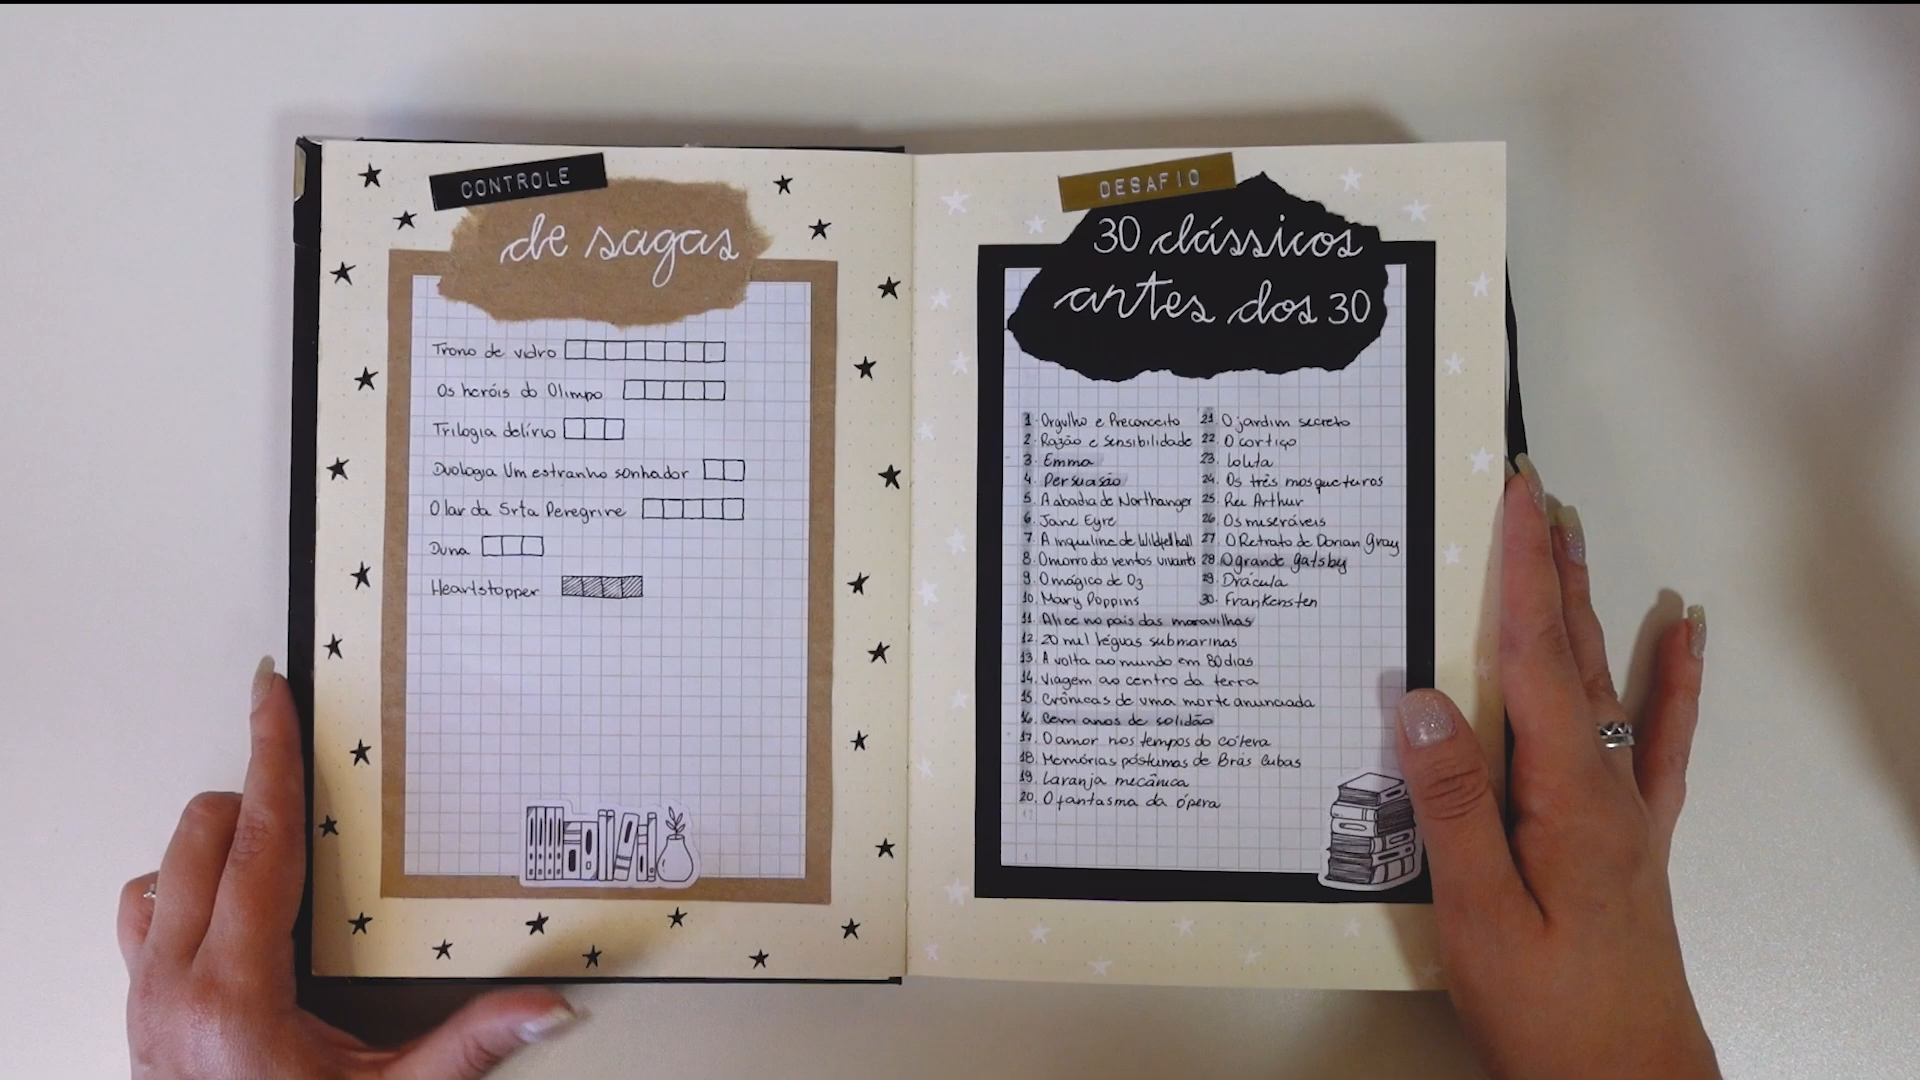 CONTROLE
de sagas
Trono de vidro
Os heróis do Olimpo
Trilogia delírio
Duologia Um estranho sonhador
O lar da Srta Peregrine
Duna
Heartstopper
DESAFIO
30 clássicos
antes dos 30
1. Orgulho e Preconceito
2. Razão e sensibilidade
3. Emma
4. Persuasão
5. A abadia de Northanger
6. Jane Eyre
7. A inquilina de Wildfell hall
8. O morro dos ventos uivantes
9. O mágico de Oz
10. Mary Poppins
11. Alice no país das maravilhas
12. 20 mil léguas submarinas
13. A volta ao mundo em 80 dias
14. Viagem ao centro da terra
15. Crônicas de uma morte anunciada
16. Cem anos de solidão
17. O amor nos tempos do cólera
18. Memórias póstumas de Brás Cubas
19. Laranja mecânica
20. O fantasma da ópera
21. O jardim secreto
22. O cortiço
23. Lolita
24. Os três mosqueteiros
25. Rei Arthur
26. Os miseráveis
27. O Retrato de Dorian Gray
28. O grande Gatsby
29. Drácula
30. Frankensten